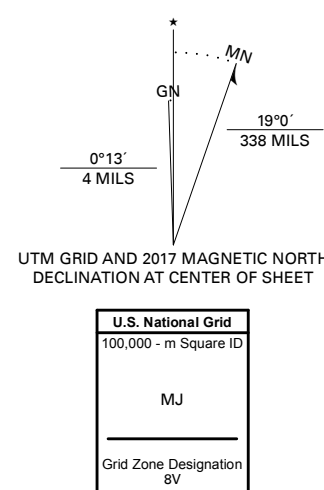 ★
MN
GN
19°0´
338 MILS
0°13´
4 MILS
UTM GRID AND 2017 MAGNETIC NORTH
DECLINATION AT CENTER OF SHEET
U.S. National Grid
100,000 - m Square ID
MJ
Grid Zone Designation
8V